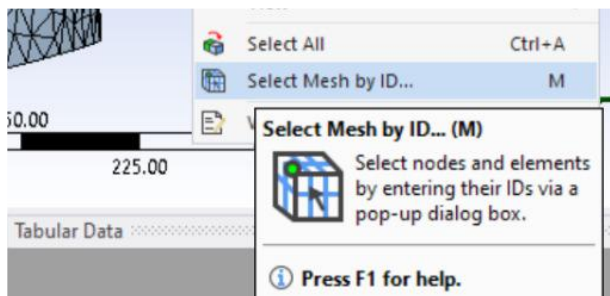 Select All Ctrl+A
Select Mesh by ID... M
50.00
Select Mesh by ID... (M)
Select nodes and elements
by entering their IDs via a
pop-up dialog box.
225.00
Tabular Data
Press F1 for help.